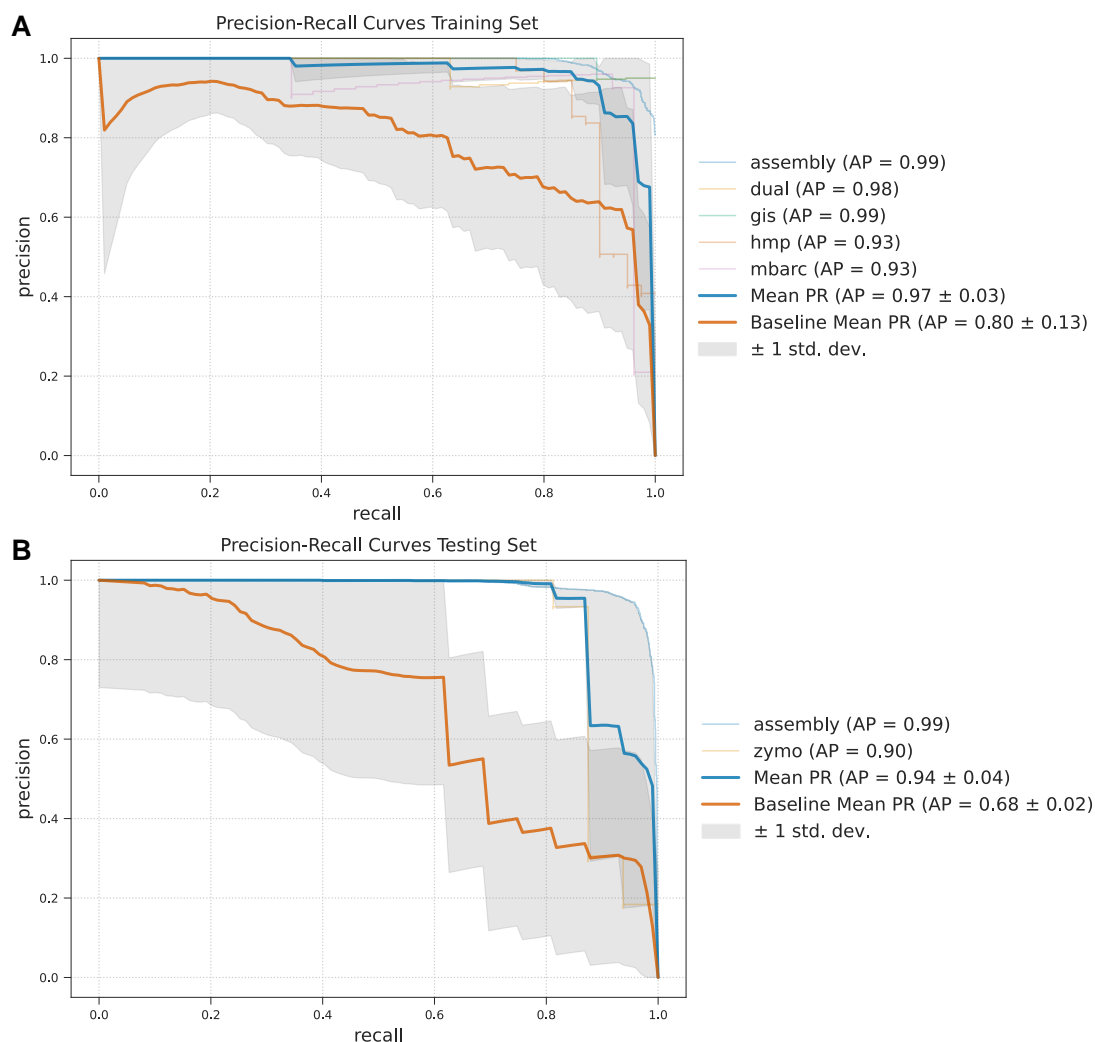 A
Precision-Recall Curves Training Set
precision
1.0
0.8
0.6
0.4
0.2
0.0
0.0 0.2 0.4 0.6 0.8 1.0
recall
assembly (AP = 0.99)
dual (AP = 0.98)
gis (AP = 0.99)
hmp (AP = 0.93)
mbarc (AP = 0.93)
Mean PR (AP = 0.97 ± 0.03)
Baseline Mean PR (AP = 0.80 ± 0.13)
± 1 std. dev.
B
Precision-Recall Curves Testing Set
precision
1.0
0.8
0.6
0.4
0.2
0.0
0.0 0.2 0.4 0.6 0.8 1.0
recall
assembly (AP = 0.99)
zymo (AP = 0.90)
Mean PR (AP = 0.94 ± 0.04)
Baseline Mean PR (AP = 0.68 ± 0.02)
± 1 std. dev.